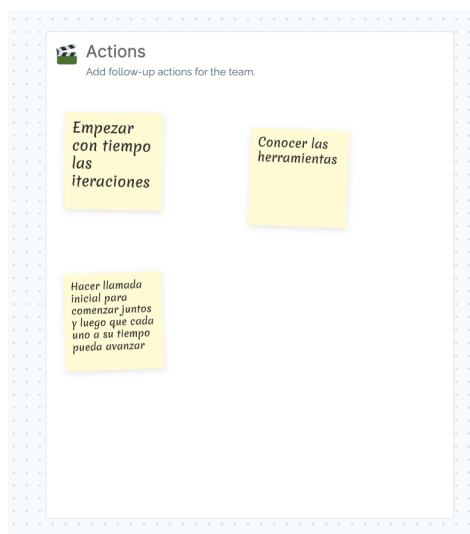 Actions
Add follow-up actions for the team.
Empezar
con tiempo
las
iteraciones
Conocer las
herramientas
Hacer llamada
inicial para
comenzar juntos
y luego que cada
uno a su tiempo
pueda avanzar